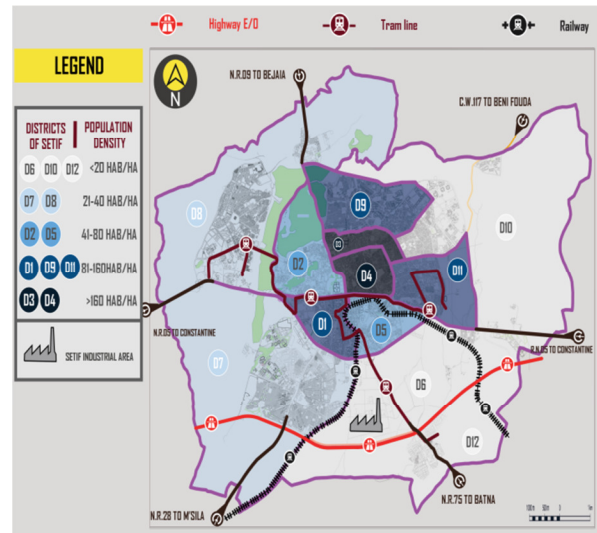 Highway E/O
Tram line
Railway
LEGEND
DISTRICTS OF SETIF
POPULATION DENSITY
D6 D10 D12 <20 HAB/HA
D7 D8 21-40 HAB/HA
D2 D5 41-80 HAB/HA
D1 D9 D11 81-160HAB/HA
D3 D4 >160 HAB/HA
SETIF INDUSTRIAL AREA
N
N.R.09 TO BEJAIA
C.W.117 TO BENI FOUDA
D9
D8
D10
D3
D2
D4
D11
D1
D5
N.R.05 TO CONSTANTINE
R.N.05 TO CONSTANTINE
D7
D6
D12
N.R.75 TO BATNA
N.R.28 TO M'SILA